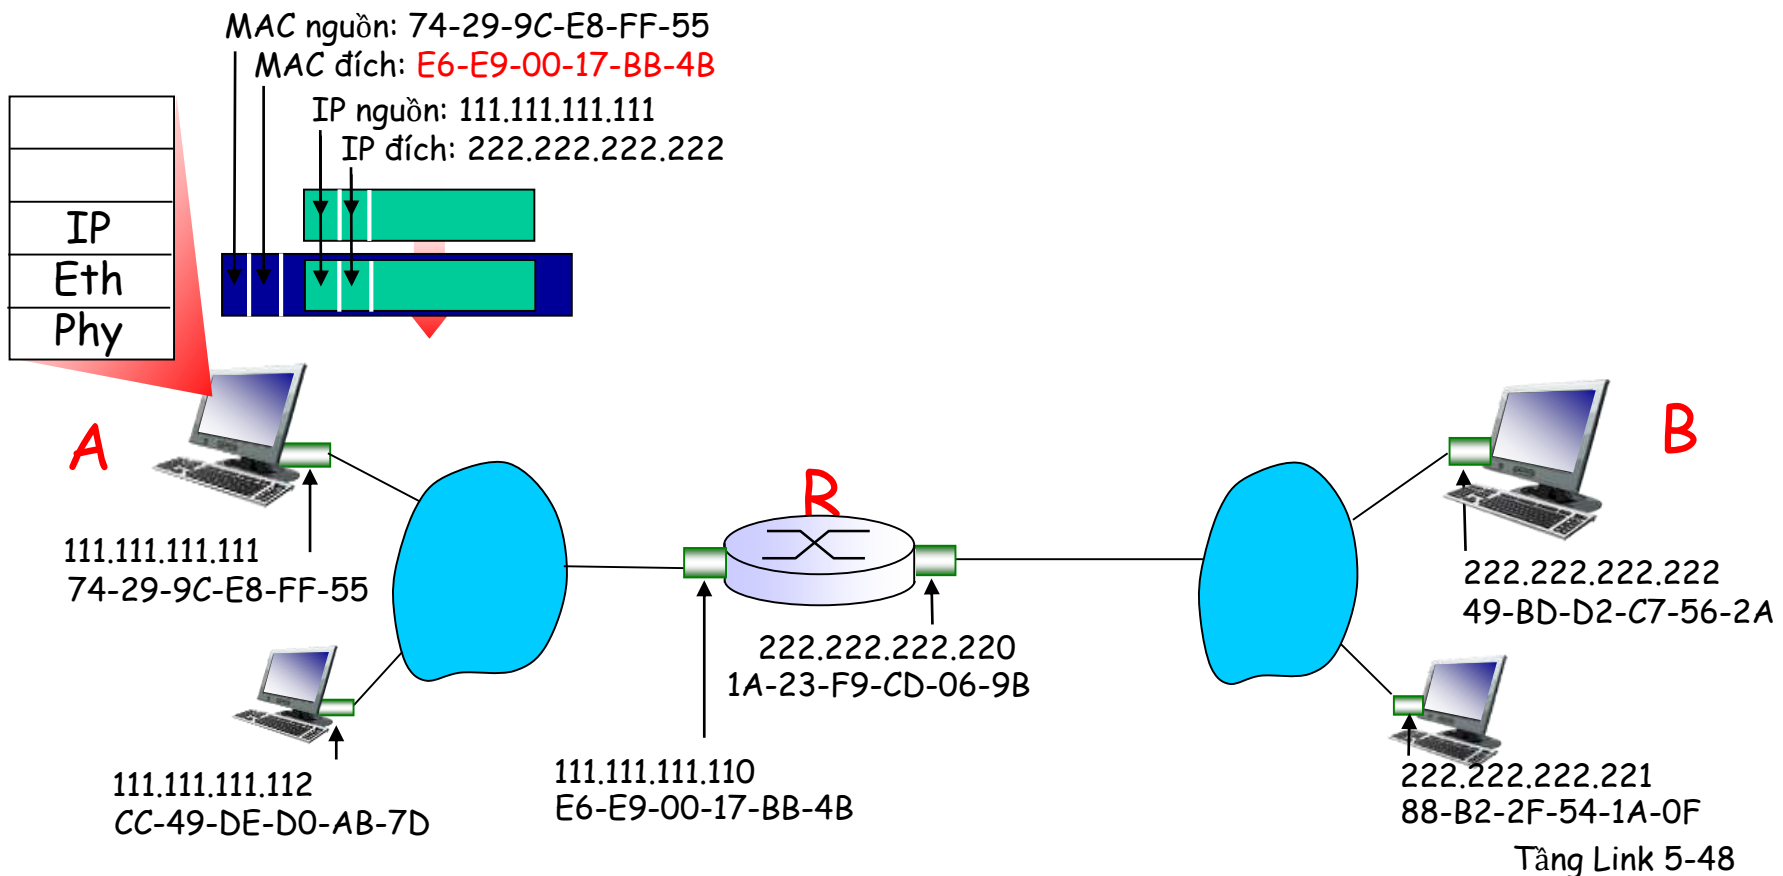 MAC nguồn: 74-29-9C-E8-FF-55
MAC đích: E6-E9-00-17-BB-4B
IP nguồn: 111.111.111.111
IP đích: 222.222.222.222
IP
Eth
Phy
A
R
B
111.111.111.111
74-29-9C-E8-FF-55
222.222.222.222
49-BD-D2-C7-56-2A
222.222.222.220
1A-23-F9-CD-06-9B
111.111.111.112
CC-49-DE-D0-AB-7D
111.111.111.110
E6-E9-00-17-BB-4B
222.222.222.221
88-B2-2F-54-1A-0F
Tầng Link 5-48